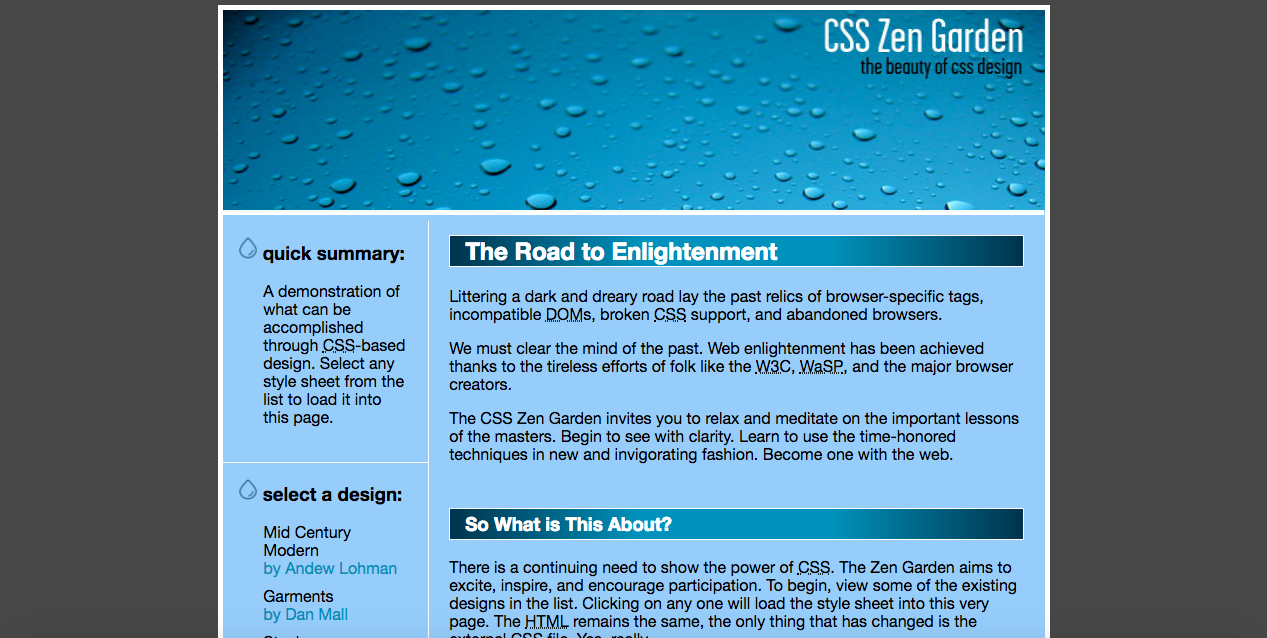 CSS Zen Garden
the beauty of css design
quick summary:
A demonstration of
what can be
accomplished
through CSS-based
design. Select any
style sheet from the
list to load it into
this page.
select a design:
Mid Century
Modern
by Andew Lohman
Garments
by Dan Mall
The Road to Enlightenment
Littering a dark and dreary road lay the past relics of browser-specific tags,
incompatible DOMs, broken CSS support, and abandoned browsers.
We must clear the mind of the past. Web enlightenment has been achieved
thanks to the tireless efforts of folk like the W3C, WaSP, and the major browser
creators.
The CSS Zen Garden invites you to relax and meditate on the important lessons
of the masters. Begin to see with clarity. Learn to use the time-honored
techniques in new and invigorating fashion. Become one with the web.
So What is This About?
There is a continuing need to show the power of CSS. The Zen Garden aims to
excite, inspire, and encourage participation. To begin, view some of the existing
designs in the list. Clicking on any one will load the style sheet into this very
page. The HTML remains the same, the only thing that has changed is the
external CSS file. Yes, really.